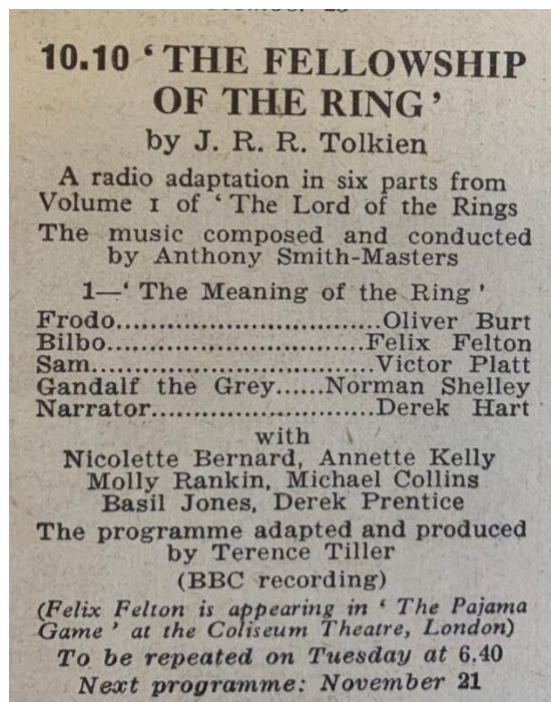 10.10 ‘ THE FELLOWSHIP
OF THE RING ’
by J. R. R. Tolkien
A radio adaptation in six parts from
Volume 1 of ‘ The Lord of the Rings
The music composed and conducted
by Anthony Smith-Masters
1—‘ The Meaning of the Ring ’
Frodo...............................Oliver Burt
Bilbo...............................Felix Felton
Sam..................................Victor Platt
Gandalf the Grey......Norman Shelley
Narrator...........................Derek Hart
with
Nicolette Bernard, Annette Kelly
Molly Rankin, Michael Collins
Basil Jones, Derek Prentice
The programme adapted and produced
by Terence Tiller
(BBC recording)
(Felix Felton is appearing in ‘ The Pajama
Game ’ at the Coliseum Theatre, London)
To be repeated on Tuesday at 6.40
Next programme: November 21